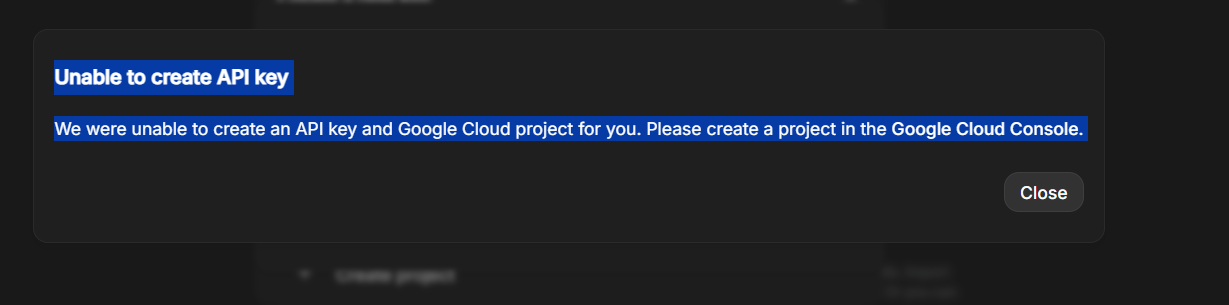 Unable to create API key
We were unable to create an API key and Google Cloud project for you. Please create a project in the Google Cloud Console.
Close
Create project